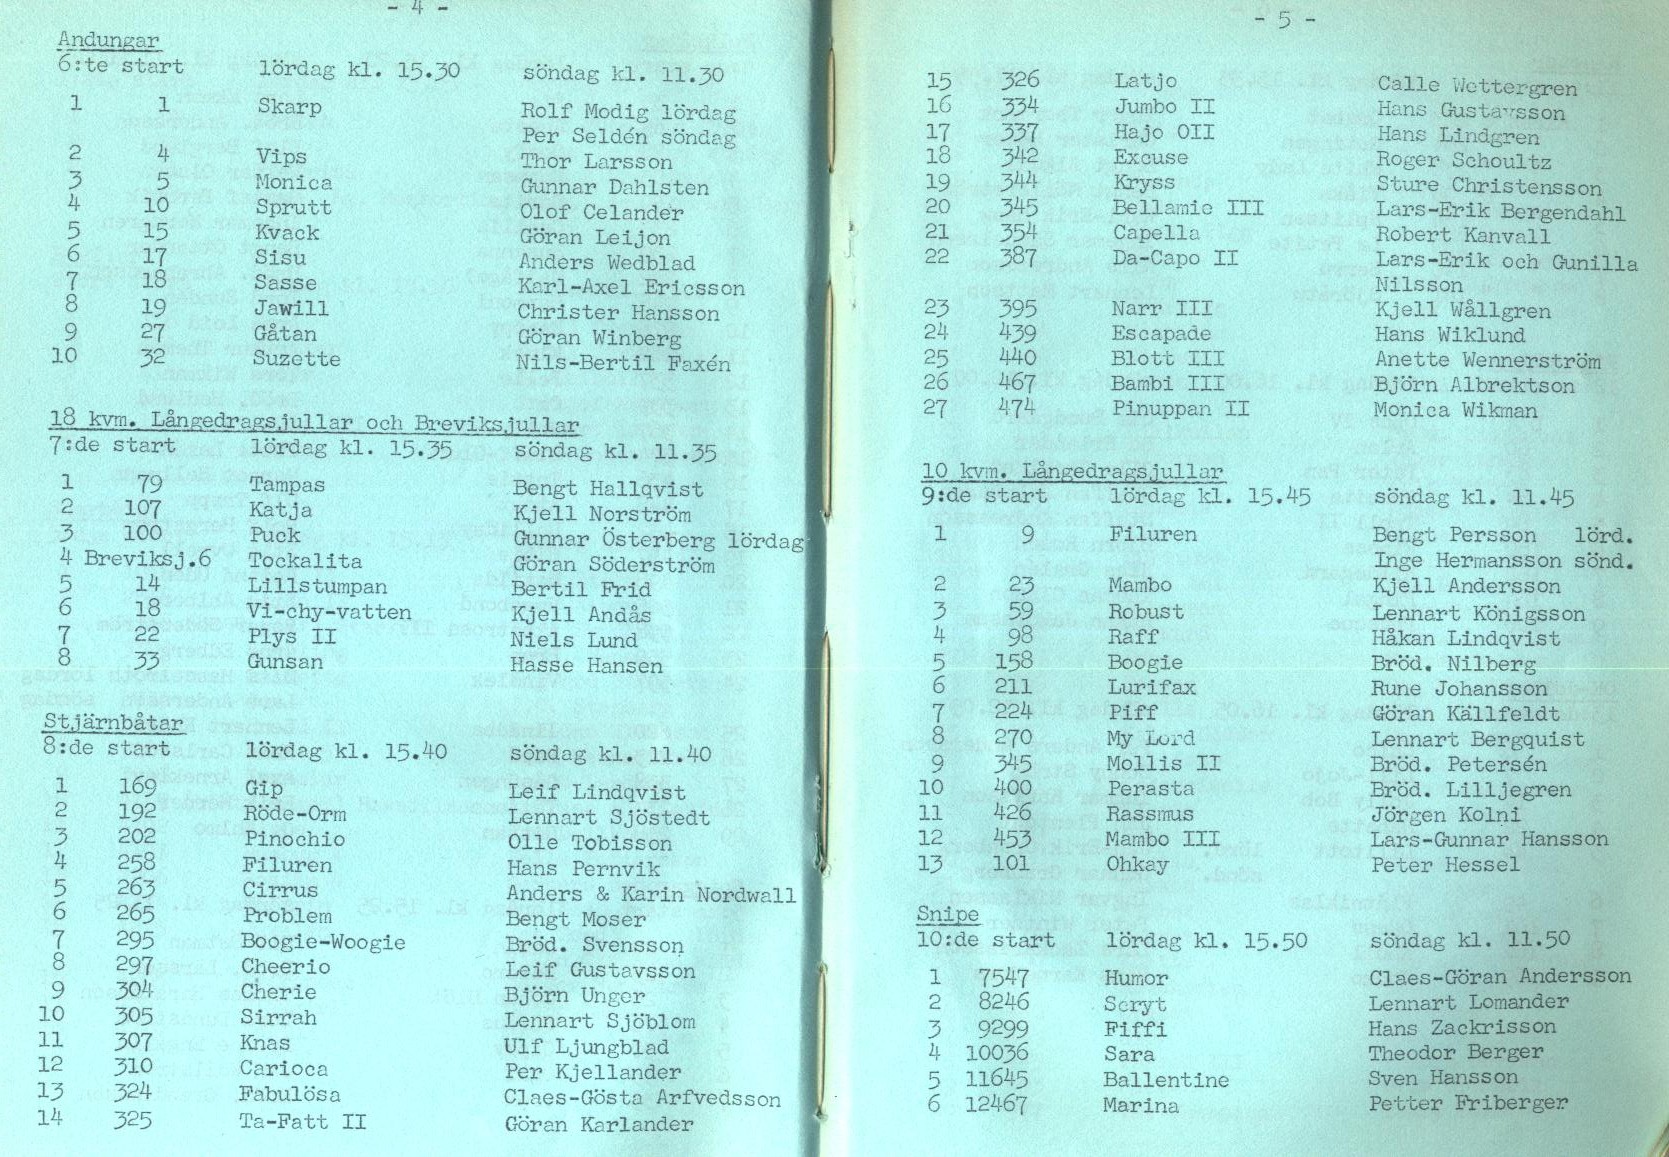 - 4 -
Andungar
6:te start lördag kl. 15.30 söndag kl. 11.30
1 1 Skarp Rolf Modig lördag
Per Seldén söndag
2 4 Vips Thor Larsson
3 5 Monica Gunnar Dahlsten
4 10 Sprutt Olof Celander
5 15 Kvack Göran Leijon
6 17 Sisu Anders Wedblad
7 18 Sasse Karl-Axel Ericsson
8 19 Jawill Christer Hansson
9 27 Gåtan Göran Winberg
10 32 Suzette Nils-Bertil Faxén
18 kvm. Långedragsjullar och Breviksjullar
7:de start lördag kl. 15.35 söndag kl. 11.35
1 79 Tampas Bengt Hallqvist
2 107 Katja Kjell Norström
3 100 Puck Gunnar Österberg lördag
4 Breviksj.6 Tockalita Göran Söderström
5 14 Lillstumpan Bertil Frid
6 18 Vi-chy-vatten Kjell Andås
7 22 Plys II Niels Lund
8 33 Gunsan Hasse Hansen
Stjärnbåtar
8:de start lördag kl. 15.40 söndag kl. 11.40
1 169 Gip Leif Lindqvist
2 192 Röde-Orm Lennart Sjöstedt
3 202 Pinochio Olle Tobisson
4 258 Filuren Hans Pernvik
5 263 Cirrus Anders & Karin Nordwall
6 265 Problem Bengt Moser
7 295 Boogie-Woogie Bröd. Svensson
8 297 Cheerio Leif Gustavsson
9 304 Cherie Björn Unger
10 305 Sirrah Lennart Sjöblom
11 307 Knas Ulf Ljungblad
12 310 Carioca Per Kjellander
13 324 Fabulösa Claes-Gösta Arfvedsson
14 325 Ta-Fatt II Göran Karlander
- 5 -
15 326 Latjo Calle Wettergren
16 334 Jumbo II Hans Gustavsson
17 337 Hajo OII Hans Lindgren
18 342 Excuse Roger Schoultz
19 344 Kryss Sture Christensson
20 345 Bellamie III Lars-Erik Bergendahl
21 354 Capella Robert Kanvall
22 387 Da-Capo II Lars-Erik och Gunilla
Nilsson
23 395 Narr III Kjell Wållgren
24 439 Escapade Hans Wiklund
25 440 Blott III Anette Wennerström
26 467 Bambi III Björn Albrektson
27 474 Pinuppan II Monica Wikman
10 kvm. Långedragsjullar
9:de start lördag kl. 15.45 söndag kl. 11.45
1 9 Filuren Bengt Persson lörd.
Inge Hermansson sönd.
2 23 Mambo Kjell Andersson
3 59 Robust Lennart Königsson
4 98 Raff Håkan Lindqvist
5 158 Boogie Bröd. Nilberg
6 211 Lurifax Rune Johansson
7 224 Piff Göran Källfeldt
8 270 My Lord Lennart Bergquist
9 345 Mollis II Bröd. Petersén
10 400 Perasta Bröd. Lilljegren
11 426 Rassmus Jörgen Kolni
12 453 Mambo III Lars-Gunnar Hansson
13 101 Ohkay Peter Hessel
Snipe
10:de start lördag kl. 15.50 söndag kl. 11.50
1 7547 Humor Claes-Göran Andersson
2 8246 Scryt Lennart Lomander
3 9299 Fiffi Hans Zackrisson
4 10036 Sara Theodor Berger
5 11645 Ballentine Sven Hansson
6 12467 Marina Petter Friberger